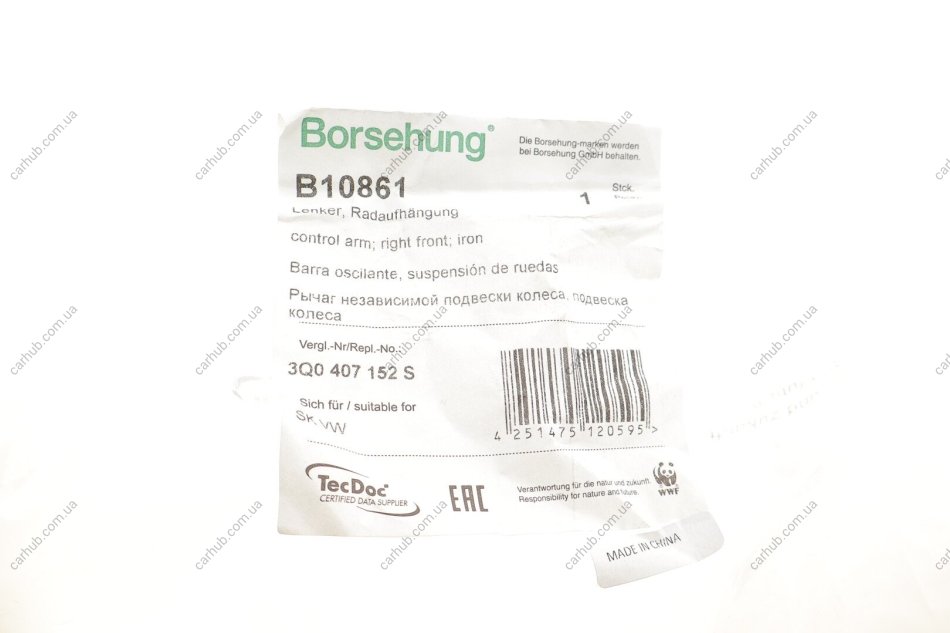 Borsehung®
Die Borsehung-marken werden
bei Borsehung GmbH behalten.
B10861
1
Stck.
Lenker, Radaufhängung
control arm; right front; iron
Barra oscilante, suspensión de ruedas
Рычаг независимой подвески колеса, подвеска
колеса
Vergl.-Nr/Repl.-No.:
3Q0 407 152 S
Sich für / suitable for
SK,VW
4 251475 120595 >
TecDoc
CERTIFIED DATA SUPPLIER
EAC
Verantwortung für die natur und zukunft.
Responsibility for nature and future.
WWF
MADE IN CHINA
carhub.com.ua